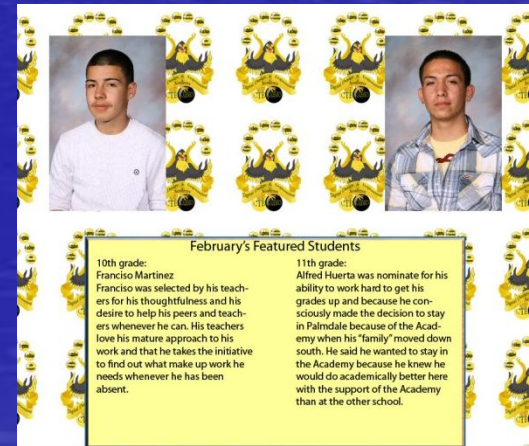 February's Featured Students
10th grade:
Franciso Martinez
Franciso was selected by his teach-
ers for his thoughtfulness and his
desire to help his peers and teach-
ers whenever he can. His teachers
love his mature approach to his
work and that he takes the initiative
to find out what make up work he
needs whenever he has been
absent.
11th grade:
Alfred Huerta was nominate for his
ability to work hard to get his
grades up and because he con-
sciously made the decision to stay
in Palmdale because of the Acad-
emy when his "family" moved down
south. He said he wanted to stay in
the Academy because he knew he
would do academically better here
with the support of the Academy
than at the other school.